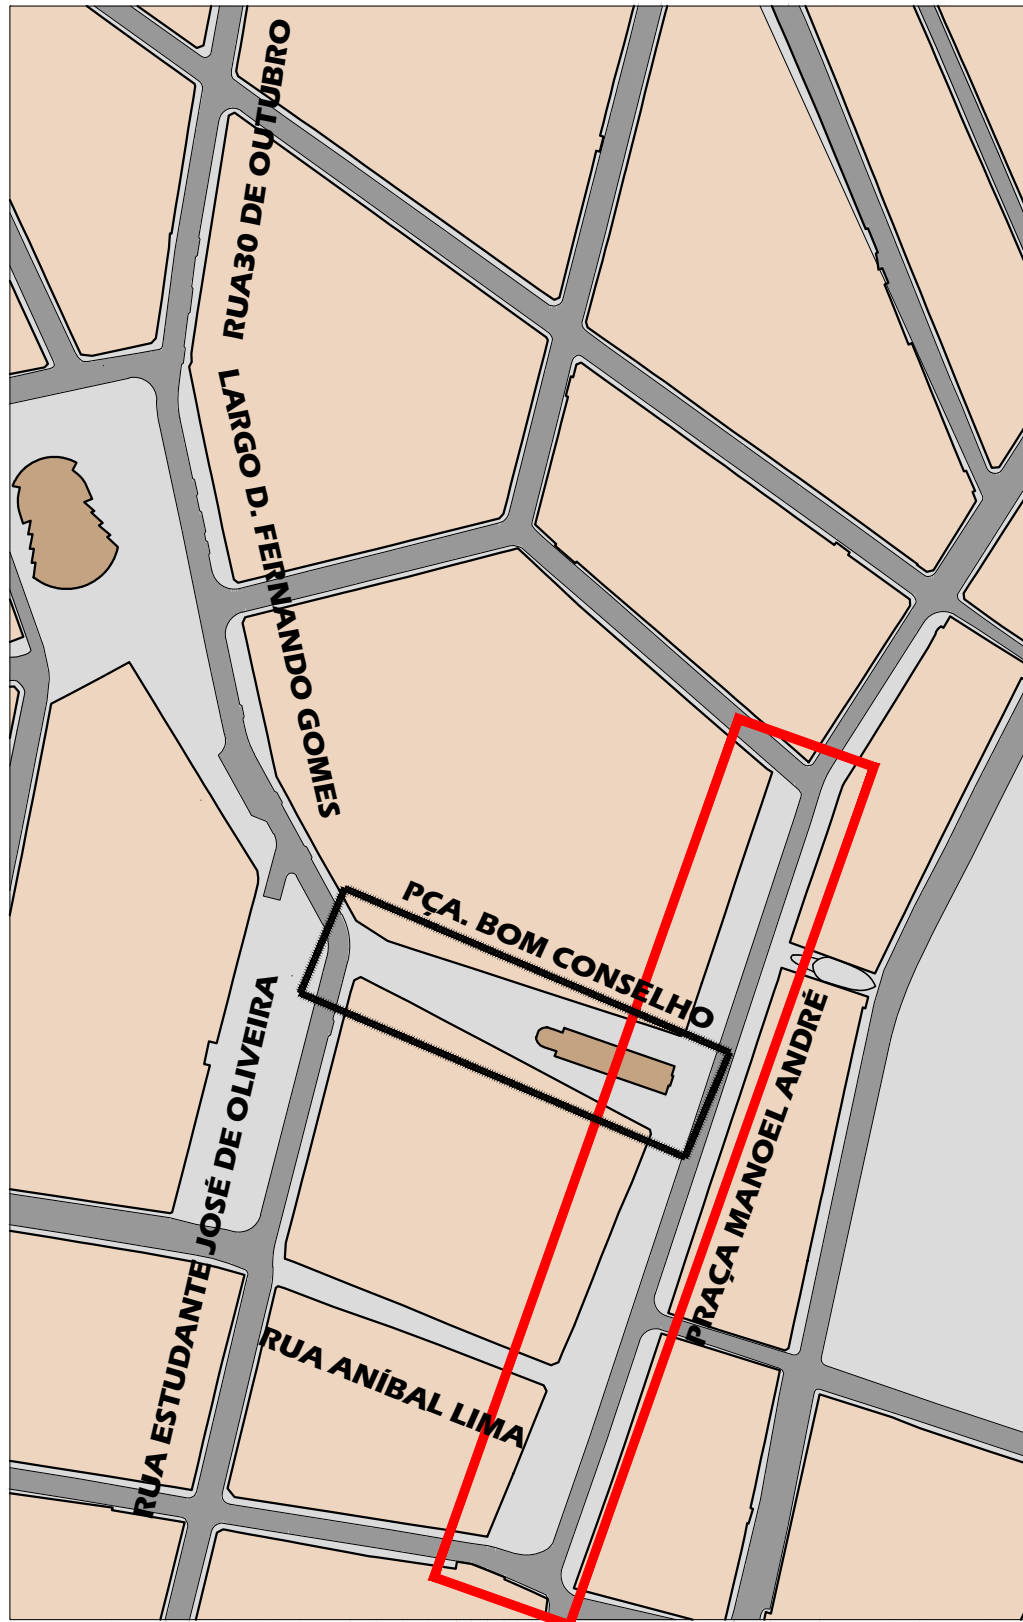 RUA30 DE OUTUBRO
LARGO D. FERNANDO GOMES
PÇA. BOM CONSELHO
PRAÇA MANOEL ANDRÉ
RUA ESTUDANTE JOSÉ DE OLIVEIRA
RUA ANÍBAL LIMA